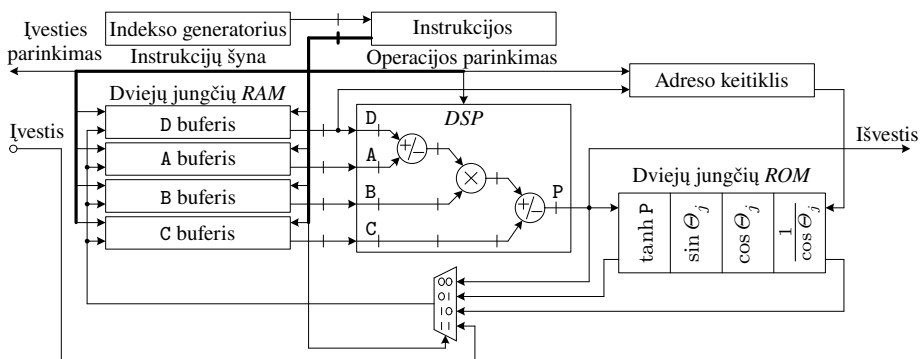 Įvesties
parinkimas
Indekso generatorius
Instrukcijos
Instrukcijų šyna
Operacijos parinkimas
Adreso keitiklis
Dviejų jungčių RAM
D buferis
A buferis
B buferis
C buferis
Įvestis
DSP
D
A
B
C
+/−
×
+/−
P
Išvestis
Dviejų jungčių ROM
tanh P
sin Θj
cos Θj
1/cos Θj
00
01
10
11